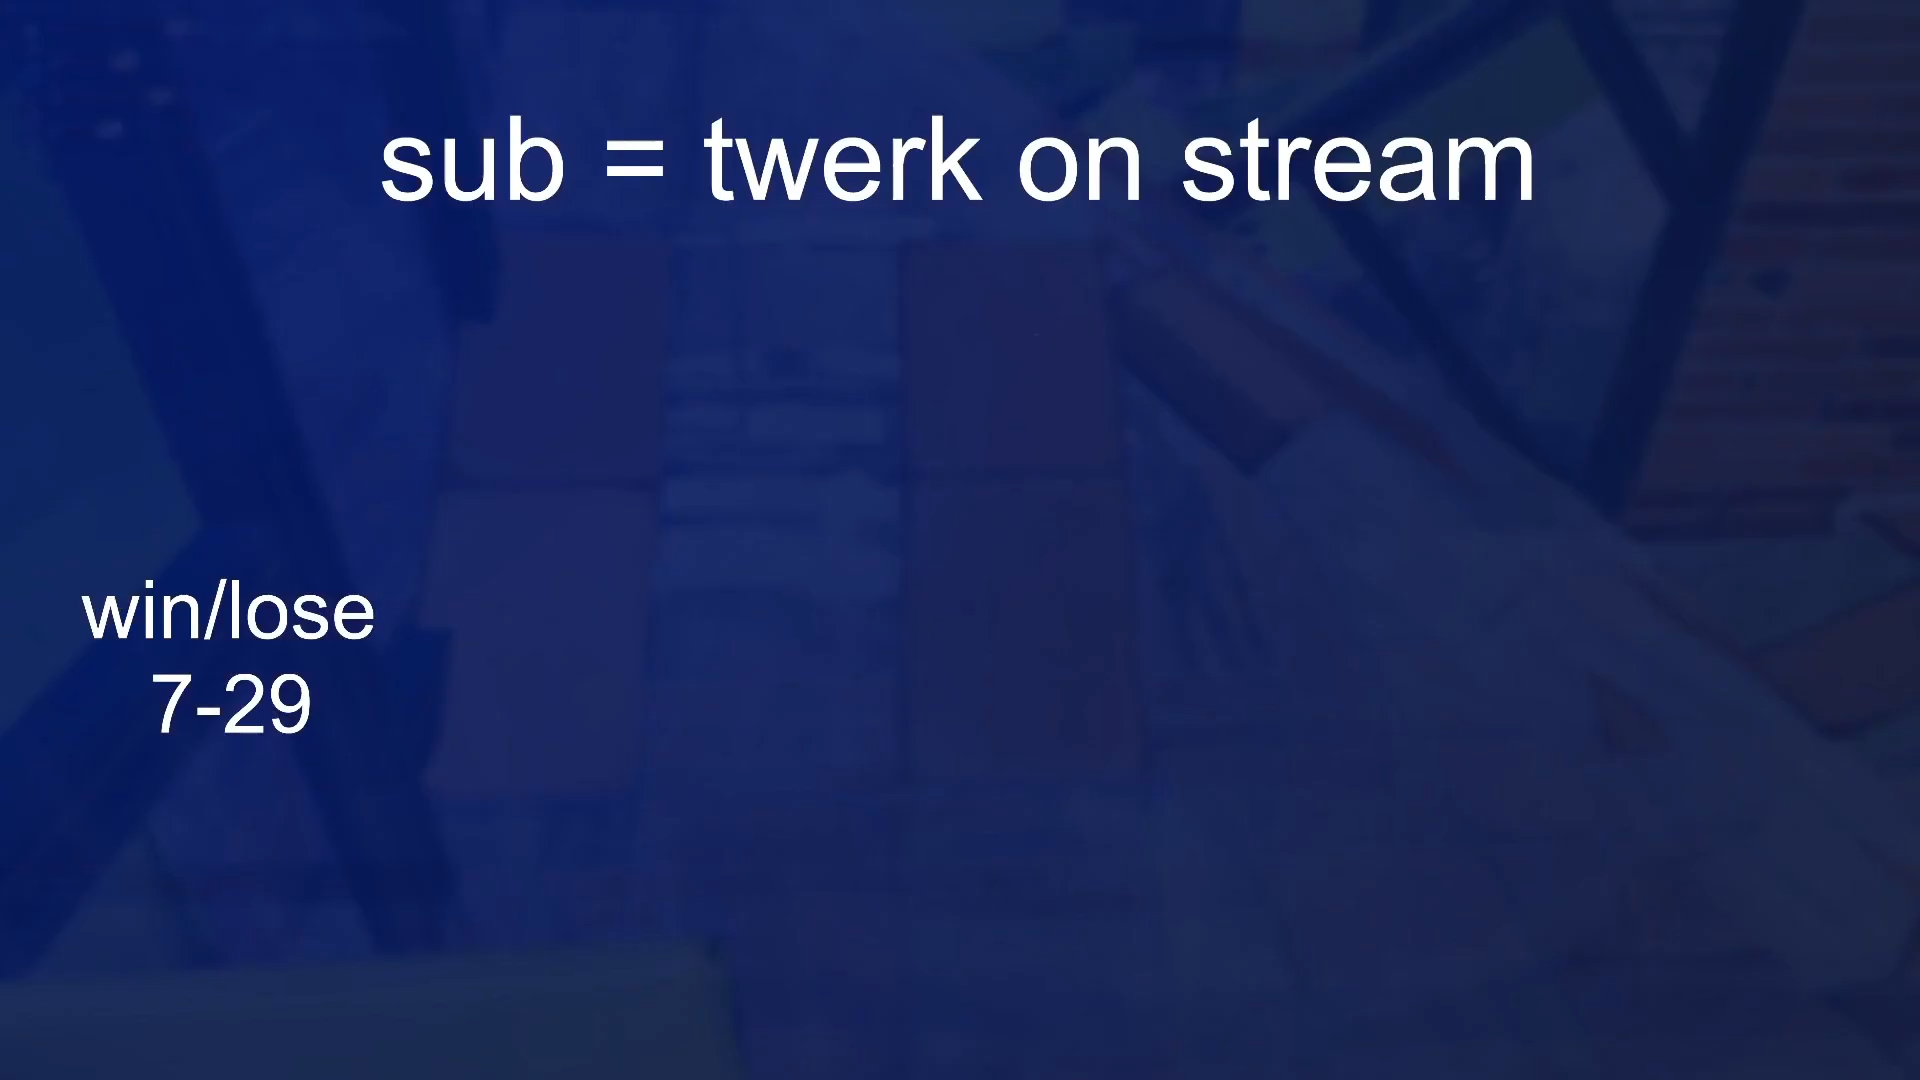 sub = twerk on stream
win/lose
7-29